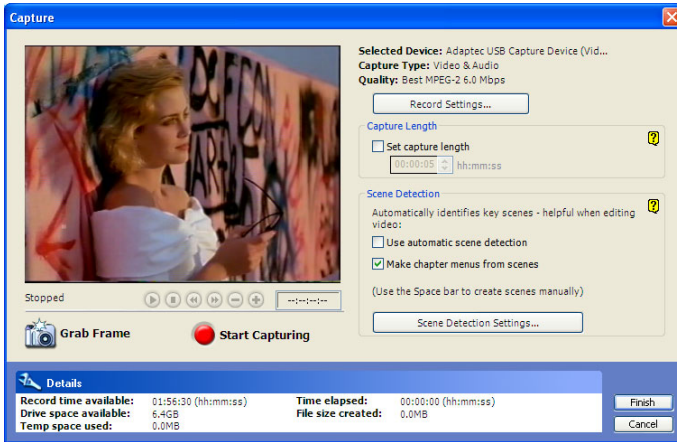 Capture
Selected Device: Adaptec USB Capture Device (Vid...
Capture Type: Video & Audio
Quality: Best MPEG-2 6.0 Mbps
Record Settings...
Capture Length
?
Set capture length
00:00:05 hh:mm:ss
Scene Detection
?
Automatically identifies key scenes - helpful when editing
video:
Use automatic scene detection
Make chapter menus from scenes
(Use the Space bar to create scenes manually)
Scene Detection Settings...
Stopped
--:--:--:--
Grab Frame
Start Capturing
Details
Record time available: 01:56:30 (hh:mm:ss) Time elapsed: 00:00:00 (hh:mm:ss)
Drive space available: 6.4GB File size created: 0.0MB
Temp space used: 0.0MB
Finish
Cancel